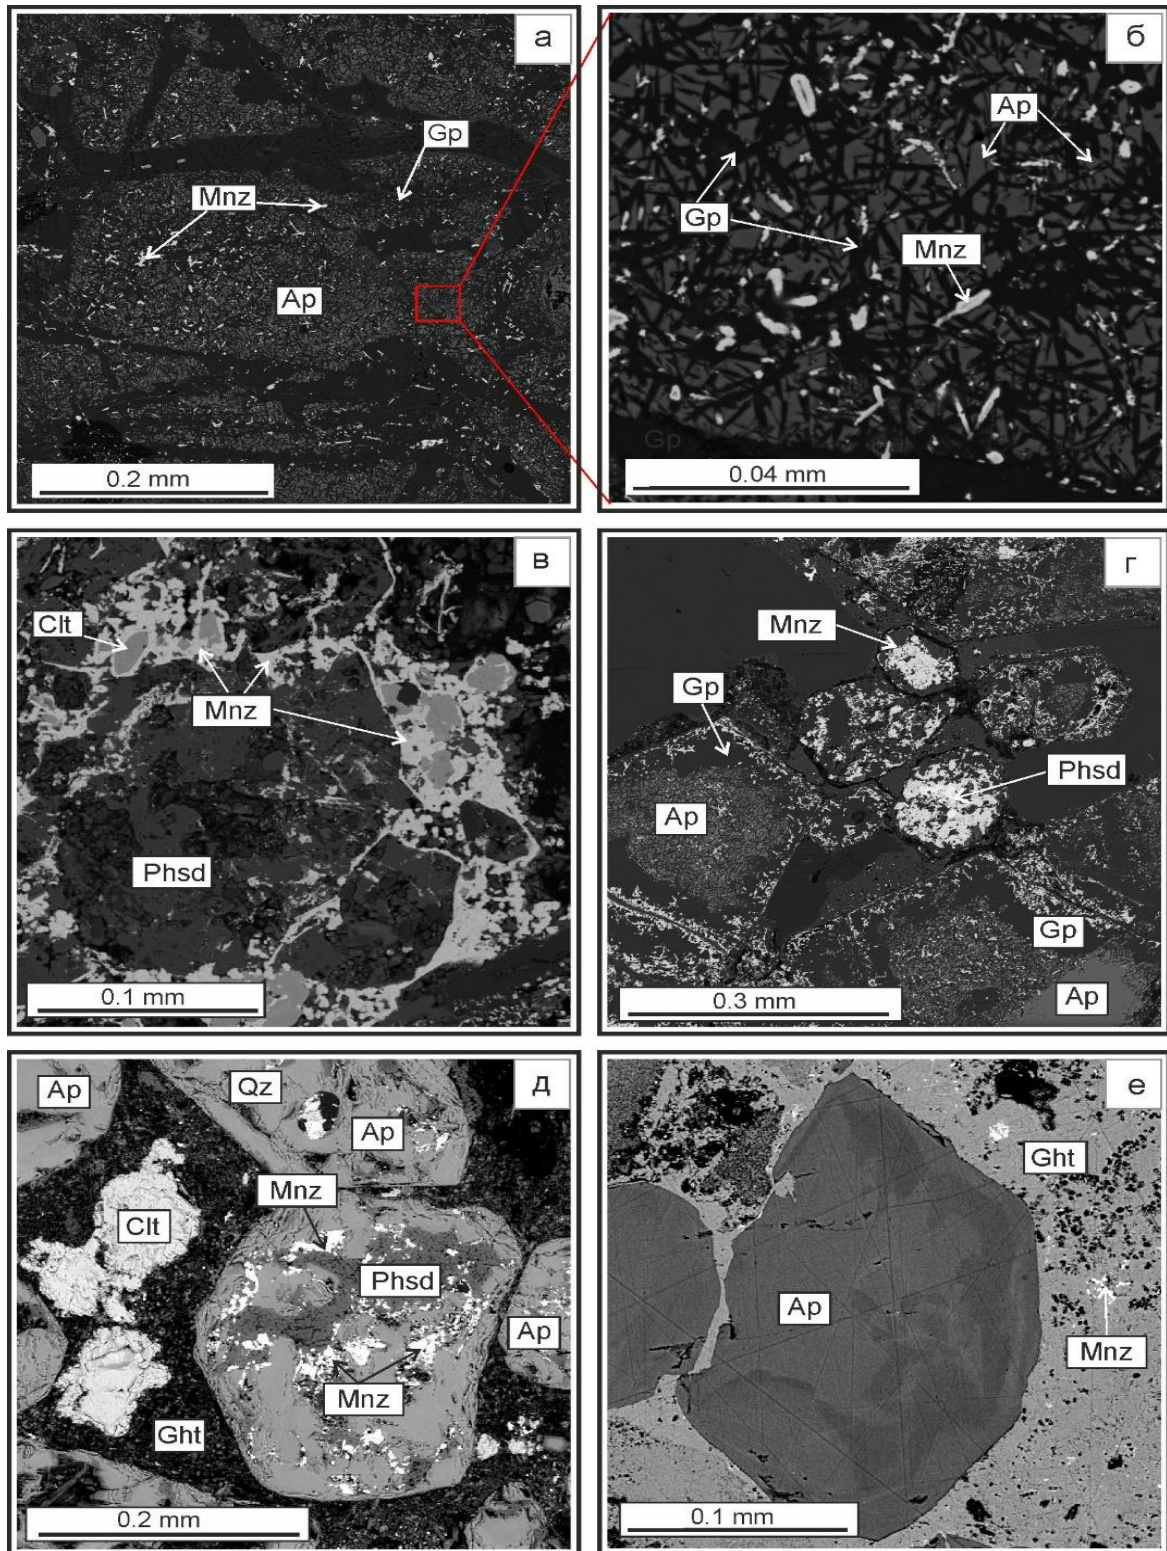 а
Gp
Mnz
Ap
0.2 mm
б
Ap
Gp
Mnz
Gp
0.04 mm
в
Clt
Mnz
Phsd
0.1 mm
г
Mnz
Gp
Phsd
Ap
Gp
Ap
0.3 mm
д
Ap
Qz
Ap
Mnz
Clt
Phsd
Ap
Mnz
Ght
0.2 mm
е
Ght
Ap
Mnz
0.1 mm